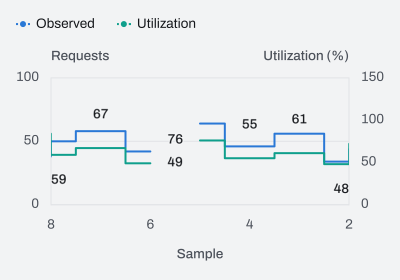 Observed Utilization
Requests Utilization (%)
100 150
67 55 61 100
50 76
49 50
59 48
0 0
8 6 4 2
Sample